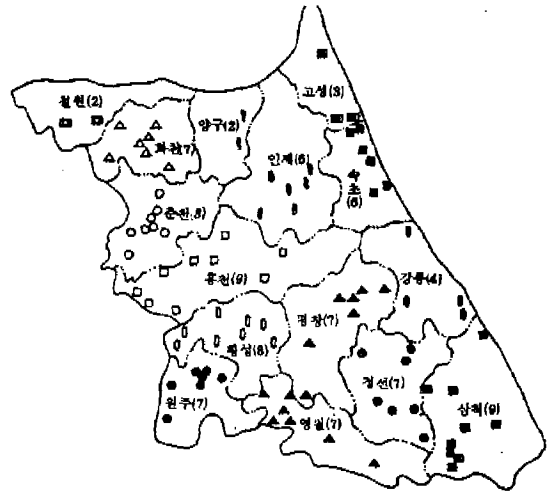 고성(3)
철원(2)
양구(2)
화천(7)
인제(6)
속초(6)
춘천(8)
홍천(9)
강릉(4)
평창(7)
횡성(8)
정선(7)
원주(7)
삼척(9)
영월(7)